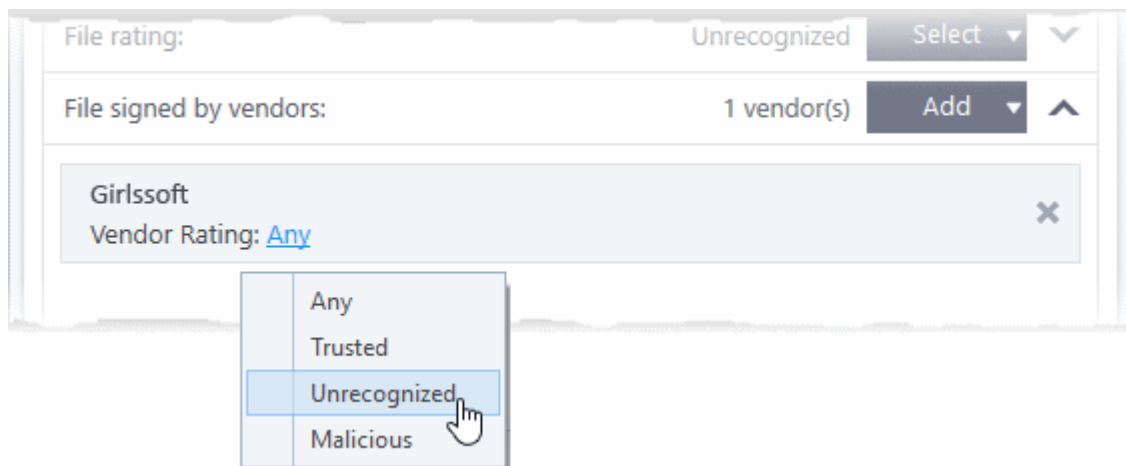 File rating: Unrecognized Select
File signed by vendors: 1 vendor(s) Add
Girlssoft
Vendor Rating: Any
Any
Trusted
Unrecognized
Malicious